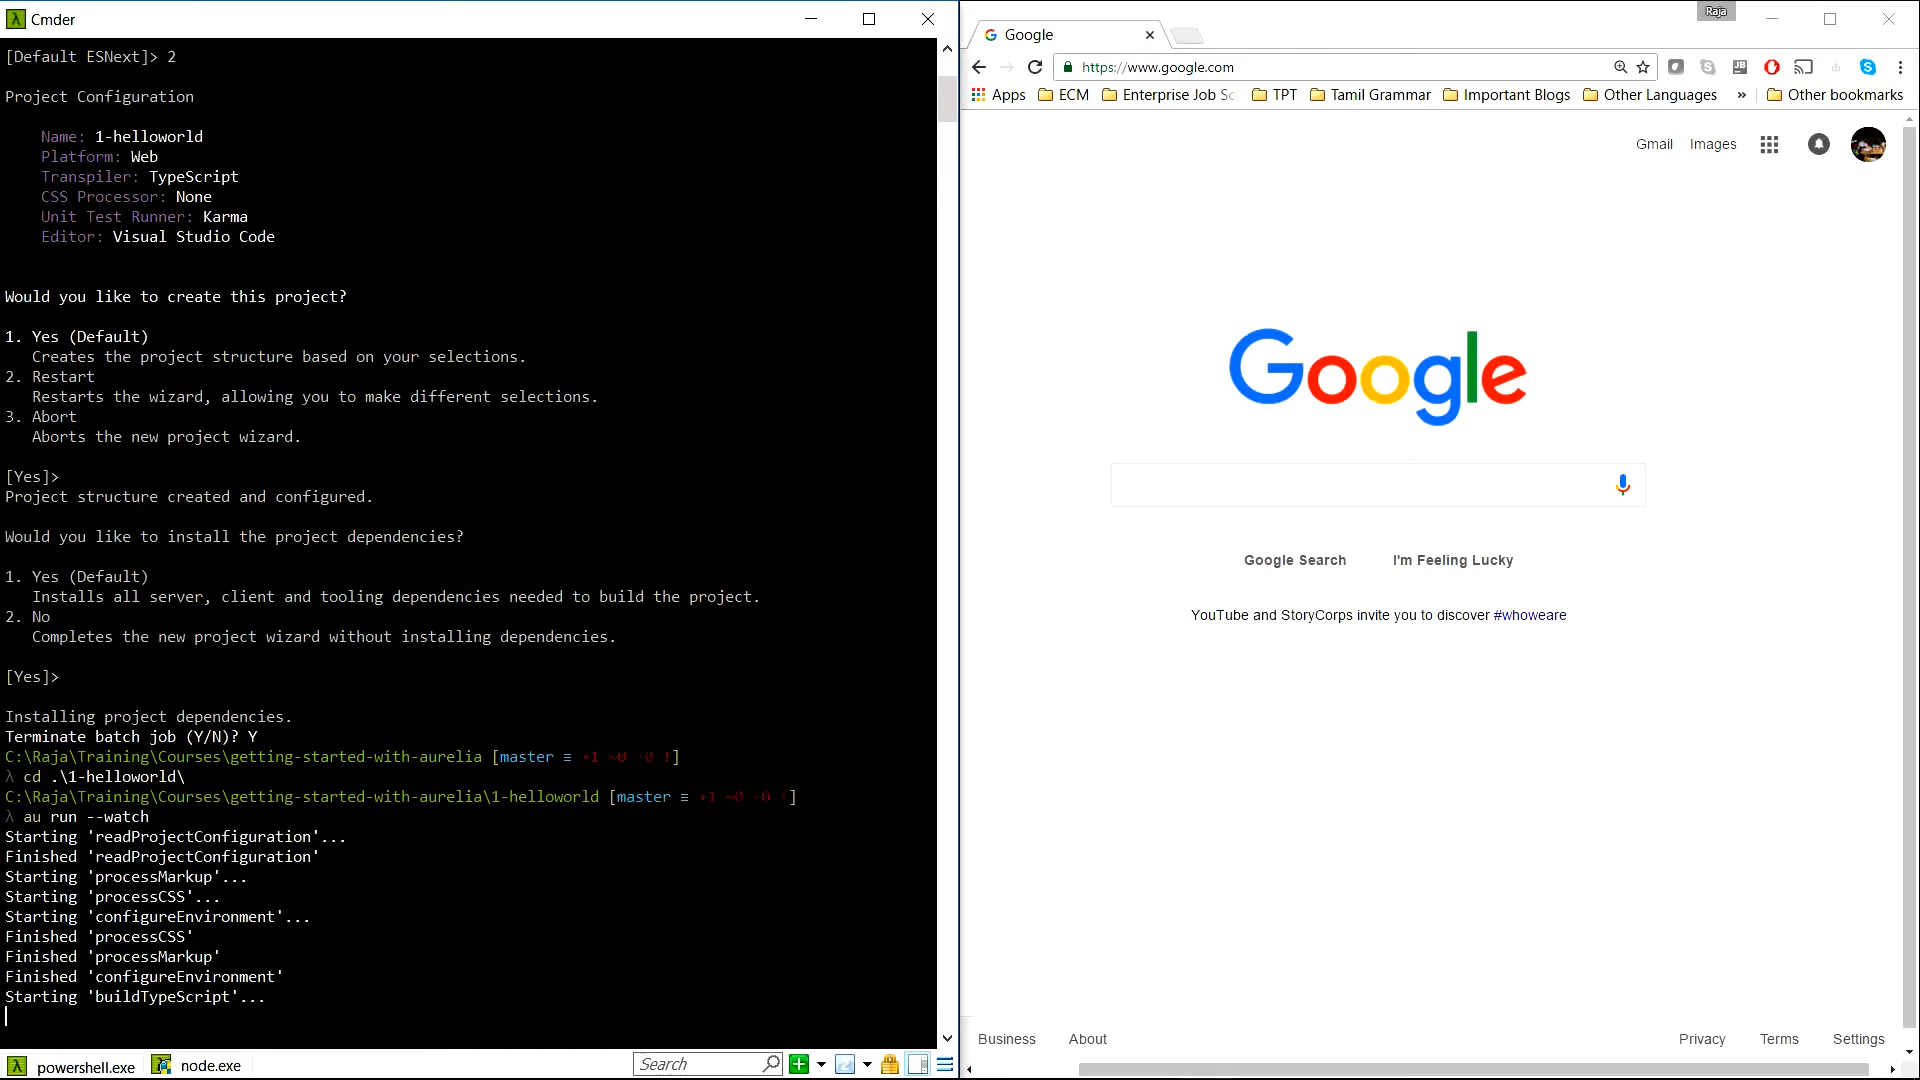 Cmder
[Default ESNext]> 2
Project Configuration
Name: 1-helloworld
Platform: Web
Transpiler: TypeScript
CSS Processor: None
Unit Test Runner: Karma
Editor: Visual Studio Code
Would you like to create this project?
1. Yes (Default)
Creates the project structure based on your selections.
2. Restart
Restarts the wizard, allowing you to make different selections.
3. Abort
Aborts the new project wizard.
[Yes]>
Project structure created and configured.
Would you like to install the project dependencies?
1. Yes (Default)
Installs all server, client and tooling dependencies needed to build the project.
2. No
Completes the new project wizard without installing dependencies.
[Yes]>
Installing project dependencies.
Terminate batch job (Y/N)? Y
C:\Raja\Training\Courses\getting-started-with-aurelia [master ≡ +1 ~0 -0 !]
λ cd .\1-helloworld\
C:\Raja\Training\Courses\getting-started-with-aurelia\1-helloworld [master ≡ +1 ~0 -0 !]
λ au run --watch
Starting 'readProjectConfiguration'...
Finished 'readProjectConfiguration'
Starting 'processMarkup'...
Starting 'processCSS'...
Starting 'configureEnvironment'...
Finished 'processCSS'
Finished 'processMarkup'
Finished 'configureEnvironment'
Starting 'buildTypeScript'...
powershell.exe
node.exe
Search
Raja
Google
https://www.google.com
Apps ECM Enterprise Job Sc TPT Tamil Grammar Important Blogs Other Languages » Other bookmarks
Gmail Images
Google
Google Search I'm Feeling Lucky
YouTube and StoryCorps invite you to discover #whoweare
Business About Privacy Terms Settings